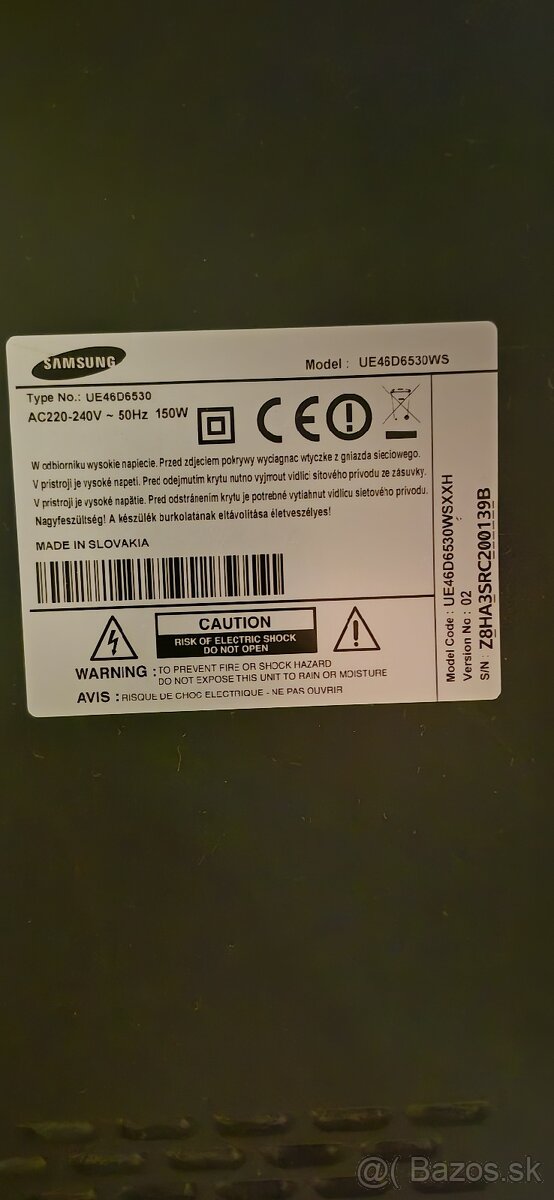 SAMSUNG
Model : UE46D6530WS
Type No.: UE46D6530
AC220-240V ~ 50Hz 150W
CE
W odbiorniku wysokie napiecie. Przed zdjeciem pokrywy wyciagnac wtyczke z gniazda sieciowego.
V pristroji je vysoké napeti. Pred odejmutím krytu nutno vyjmout vidlici sítového prívodu ze zásuvky.
V prístroji je vysoké napätie. Pred odstránením krytu je potrebné vytiahnut vidlicu sietového prívodu.
Nagyfeszültség! A készülék burkolatának eltávolítása életveszélyes!
MADE IN SLOVAKIA
CAUTION
RISK OF ELECTRIC SHOCK
DO NOT OPEN
WARNING : TO PREVENT FIRE OR SHOCK HAZARD
DO NOT EXPOSE THIS UNIT TO RAIN OR MOISTURE
AVIS : RISQUE DE CHOC ELECTRIQUE - NE PAS OUVRIR
Model Code : UE46D6530WSXXH
Version No : 02
S/N : Z8HA3SRC200139B
@( Bazos.sk